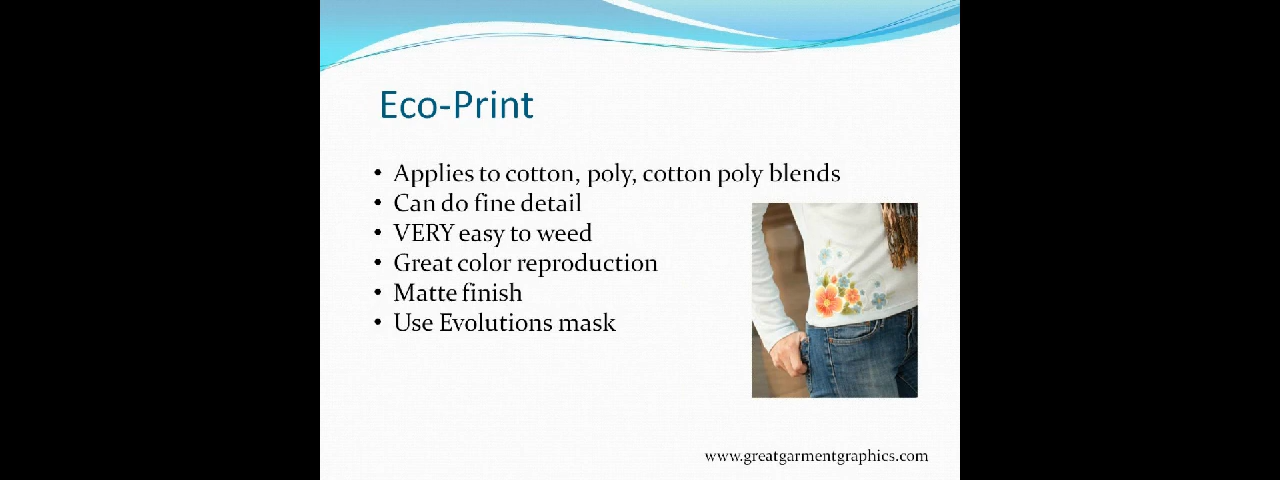 Eco-Print
• Applies to cotton, poly, cotton poly blends
• Can do fine detail
• VERY easy to weed
• Great color reproduction
• Matte finish
• Use Evolutions mask
www.greatgarmentgraphics.com